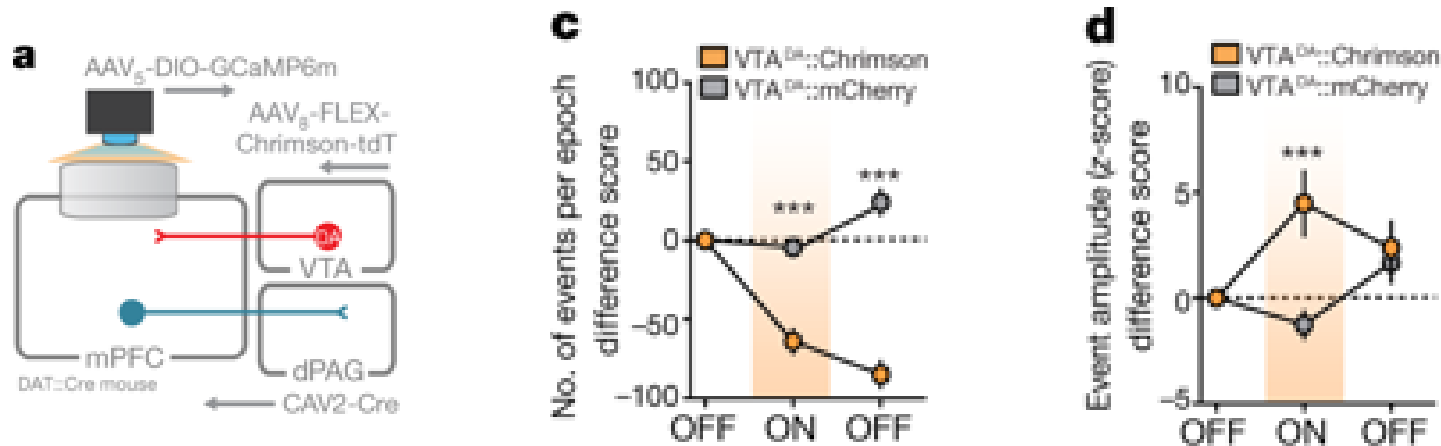 a
AAV5-DIO-GCaMP6m
AAV8-FLEX-
Chrimson-tdT
DA
VTA
mPFC
dPAG
DAT::Cre mouse
CAV2-Cre
c
VTADA::Chrimson
VTADA::mCherry
No. of events per epoch
difference score
100
50
0
−50
−100
***
***
OFF ON OFF
d
VTADA::Chrimson
VTADA::mCherry
Event amplitude (z-score)
difference score
10
5
0
−5
***
OFF ON OFF